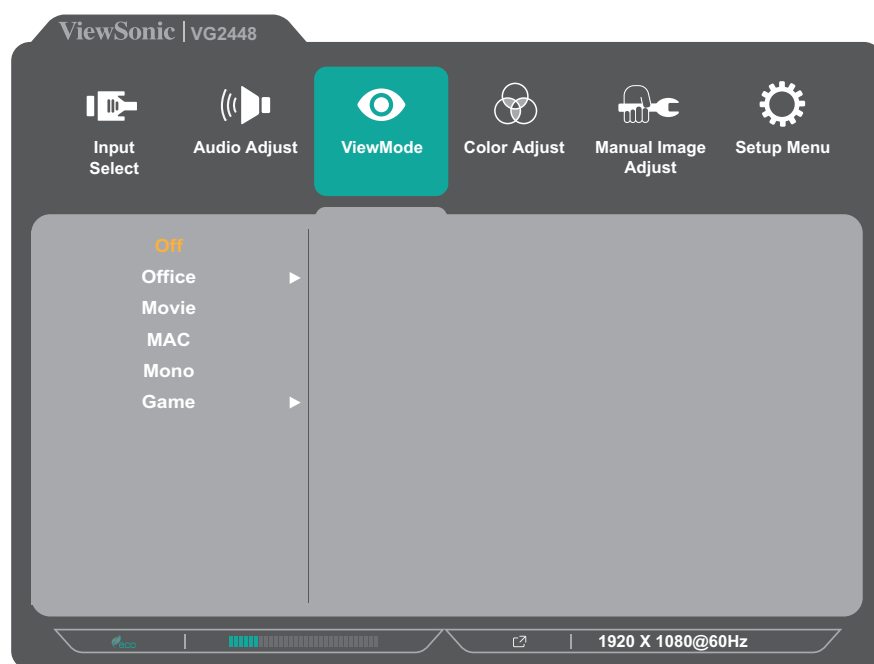 ViewSonic | VG2448
Input Select
Audio Adjust
ViewMode
Color Adjust
Manual Image Adjust
Setup Menu
Off
Office ▶
Movie
MAC
Mono
Game ▶
eco
1920 X 1080@60Hz